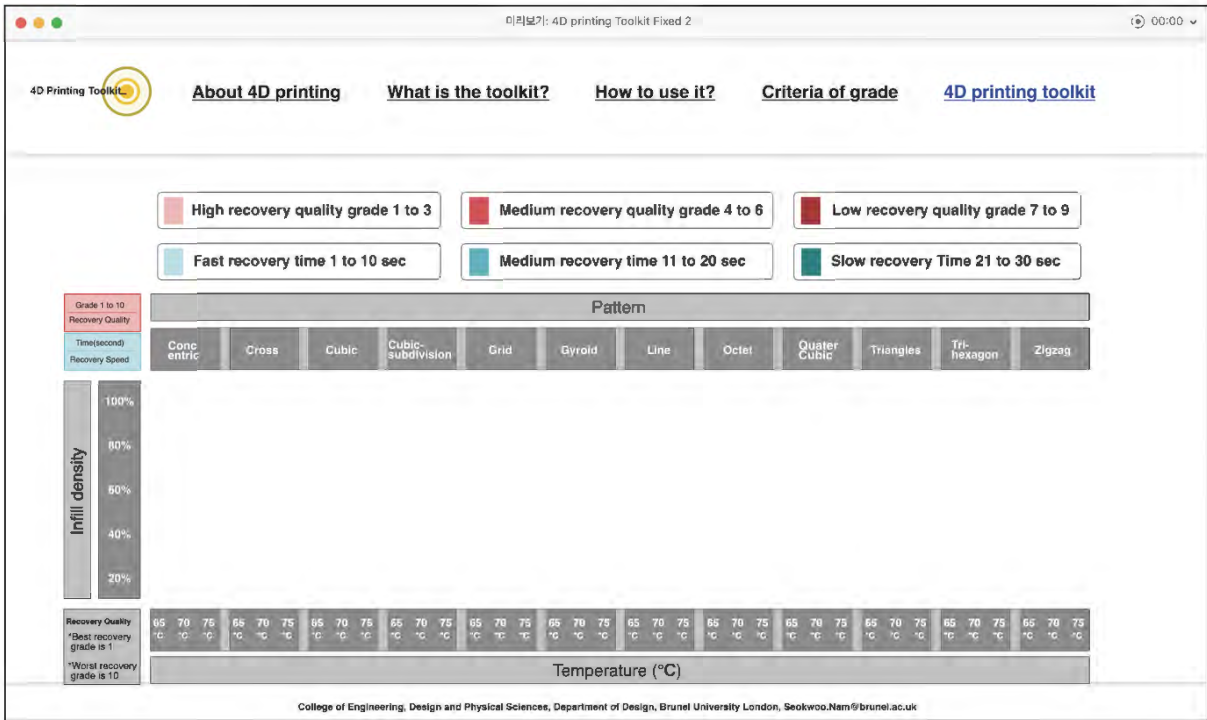 미리보기: 4D printing Toolkit Fixed 2
00:00
4D Printing Toolkit
About 4D printing
What is the toolkit?
How to use it?
Criteria of grade
4D printing toolkit
High recovery quality grade 1 to 3
Medium recovery quality grade 4 to 6
Low recovery quality grade 7 to 9
Fast recovery time 1 to 10 sec
Medium recovery time 11 to 20 sec
Slow recovery Time 21 to 30 sec
Grade 1 to 10
Recovery Quality
Pattern
Time(second)
Recovery Speed
Conc
entric
Cross
Cubic
Cubic-
subdivision
Grid
Gyroid
Line
Octet
Quater
Cubic
Triangles
Tri-
hexagon
Zigzag
Infill density
100%
80%
60%
40%
20%
Recovery Quality
*Best recovery
grade is 1
*Worst recovery
grade is 10
65 70 75 65 70 75 65 70 75 65 70 75 65 70 75 65 70 75 65 70 75 65 70 75 65 70 75 65 70 75 65 70 75 65 70 75
°C °C °C °C °C °C °C °C °C °C °C °C °C °C °C °C °C °C °C °C °C °C °C °C °C °C °C °C °C °C °C °C °C °C °C °C
Temperature (°C)
College of Engineering, Design and Physical Sciences, Department of Design, Brunel University London, Seokwoo.Nam@brunel.ac.uk